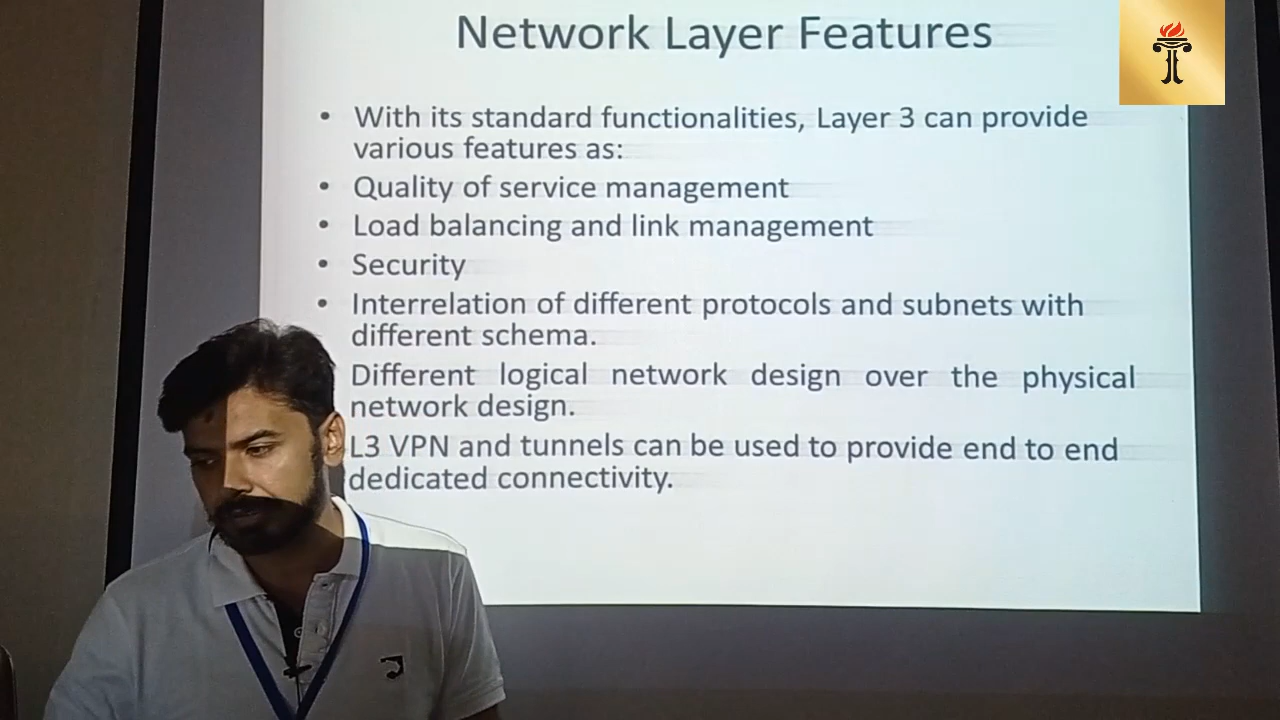 Network Layer Features
• With its standard functionalities, Layer 3 can provide
various features as:
• Quality of service management
• Load balancing and link management
• Security
• Interrelation of different protocols and subnets with
different schema.
Different logical network design over the physical
network design.
L3 VPN and tunnels can be used to provide end to end
dedicated connectivity.